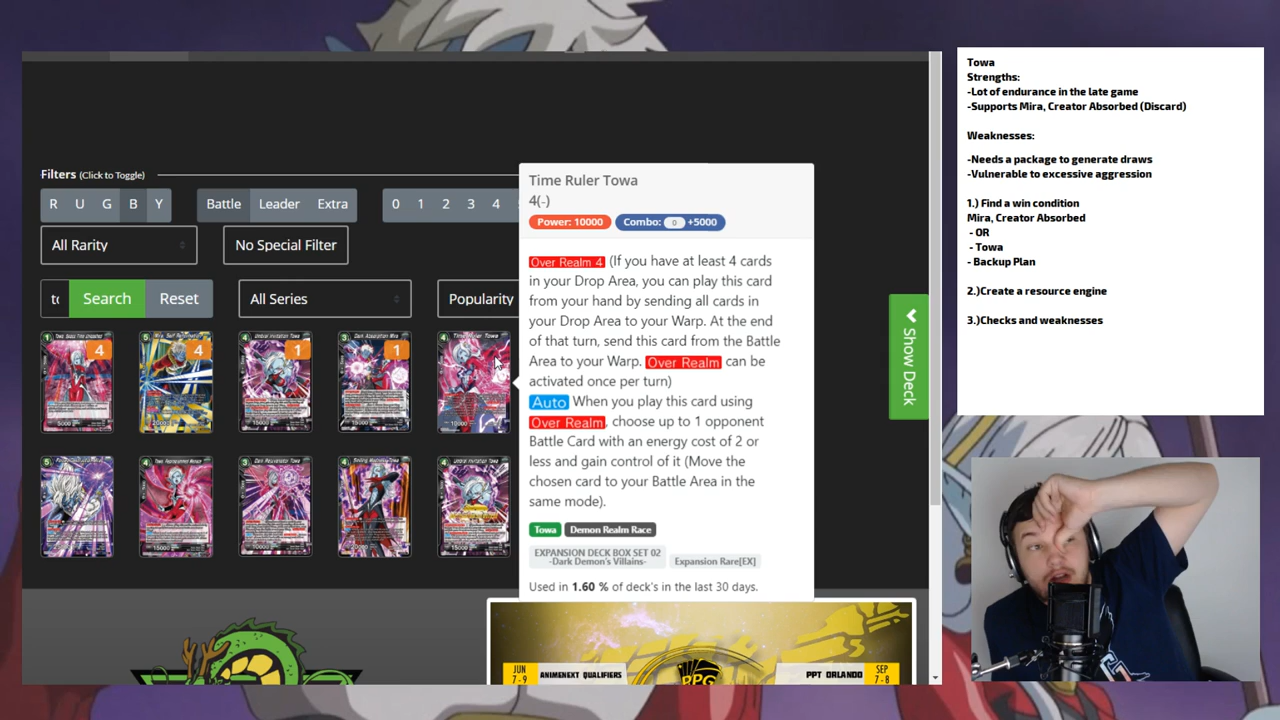 Filters (Click to Toggle)
R U G B Y
Battle Leader Extra
0 1 2 3 4
All Rarity
No Special Filter
Search Reset
All Series
Popularity
4 4 1 1
Time Ruler Towa
4(-)
Power: 10000 Combo: 0 +5000
Over Realm 4 (If you have at least 4 cards
in your Drop Area, you can play this card
from your hand by sending all cards in
your Drop Area to your Warp. At the end
of that turn, send this card from the Battle
Area to your Warp. Over Realm can be
activated once per turn)
Auto When you play this card using
Over Realm, choose up to 1 opponent
Battle Card with an energy cost of 2 or
less and gain control of it (Move the
chosen card to your Battle Area in the
same mode).
Towa Demon Realm Race
EXPANSION DECK BOX SET 02
-Dark Demon's Villains-
Expansion Rare[EX]
Used in 1.60 % of deck's in the last 30 days.
Show Deck
JUN
7-9
ANIMENEXT QUALIFIERS
RPG
PPT ORLANDO
SEP
7-8
Towa
Strengths:
-Lot of endurance in the late game
-Supports Mira, Creator Absorbed (Discard)
Weaknesses:
-Needs a package to generate draws
-Vulnerable to excessive aggression
1.) Find a win condition
Mira, Creator Absorbed
- OR
- Towa
- Backup Plan
2.)Create a resource engine
3.)Checks and weaknesses